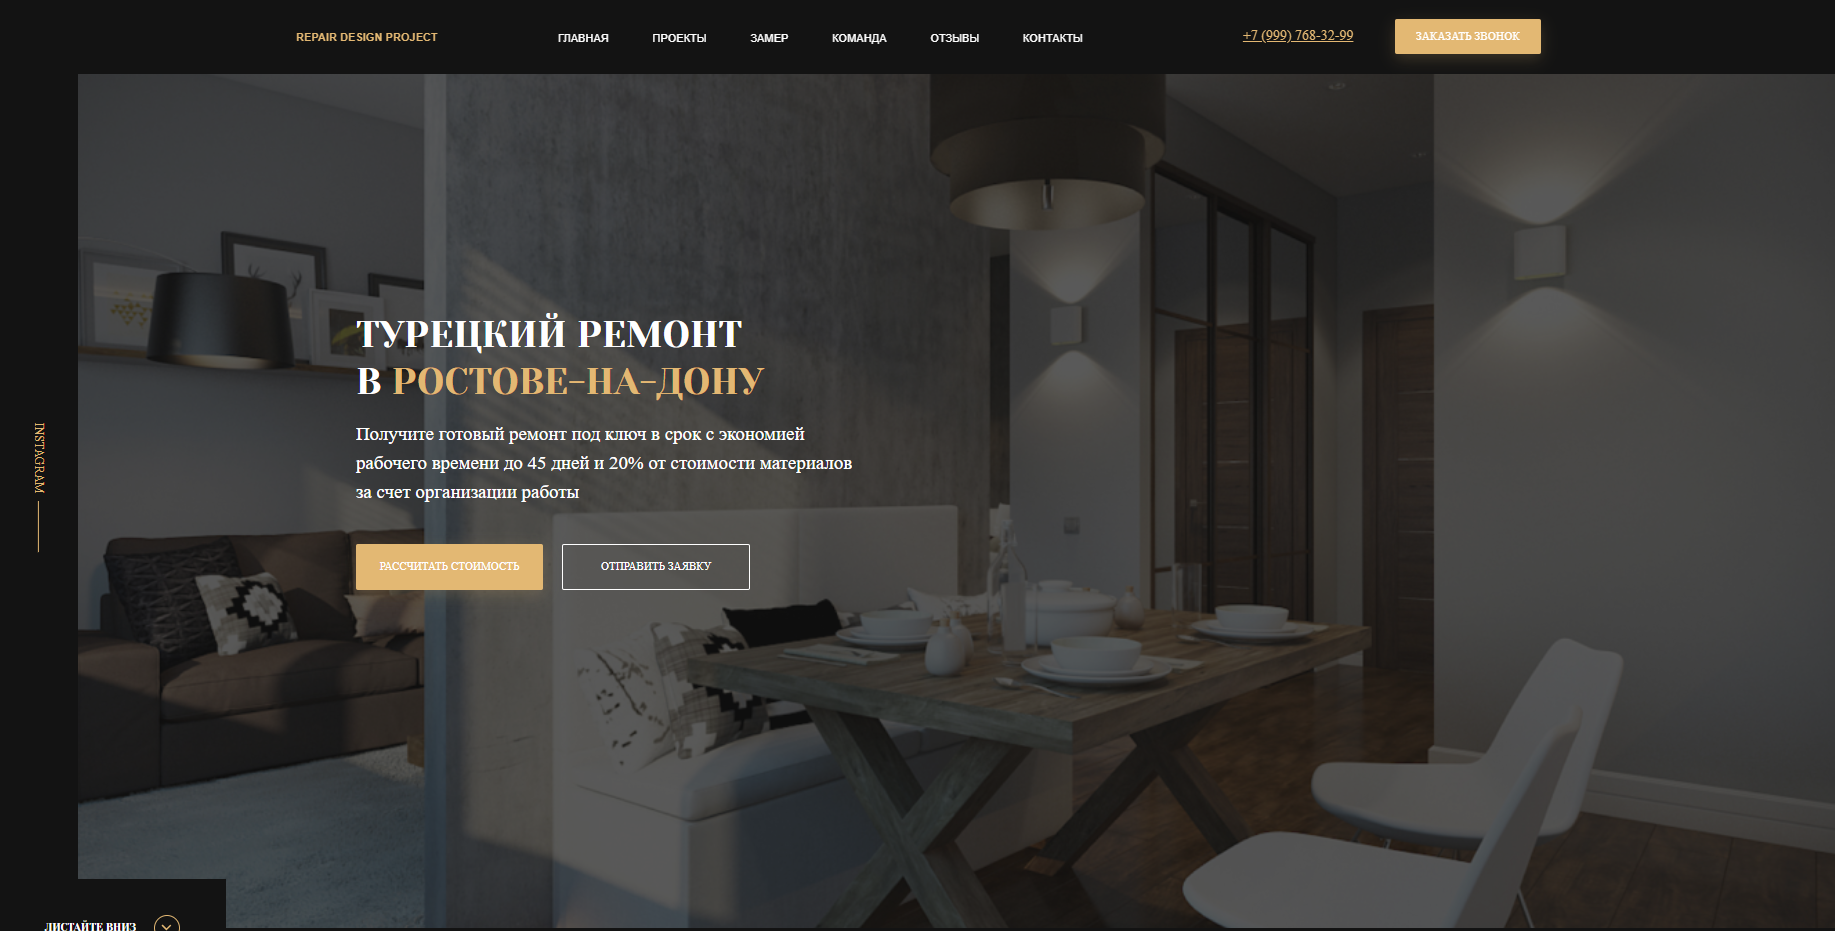 REPAIR DESIGN PROJECT
ГЛАВНАЯ
ПРОЕКТЫ
ЗАМЕР
КОМАНДА
ОТЗЫВЫ
КОНТАКТЫ
+7 (999) 768-32-99
ЗАКАЗАТЬ ЗВОНОК
ТУРЕЦКИЙ РЕМОНТ
В РОСТОВЕ-НА-ДОНУ
Получите готовый ремонт под ключ в срок с экономией
рабочего времени до 45 дней и 20% от стоимости материалов
за счет организации работы
РАССЧИТАТЬ СТОИМОСТЬ
ОТПРАВИТЬ ЗАЯВКУ
INSTAGRAM
ЛИСТАЙТЕ ВНИЗ